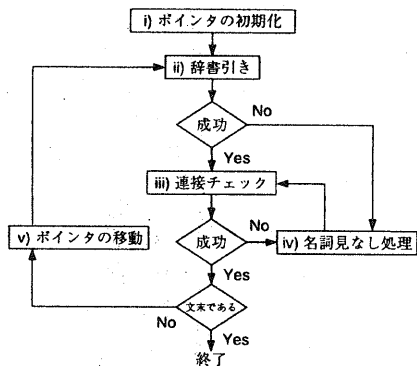 i) ポインタの初期化
ii) 辞書引き
No
成功
Yes
iii) 連接チェック
v) ポインタの移動
成功
No
iv) 名詞見なし処理
Yes
文末である
No
Yes
終了